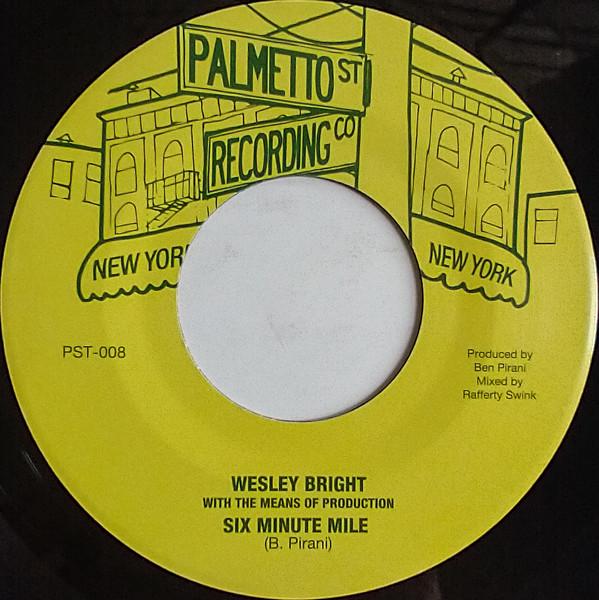 PALMETTO ST
RECORDING CO
NEW YOR
NEW YORK
PST-008
Produced by
Ben Pirani
Mixed by
Rafferty Swink
WESLEY BRIGHT
WITH THE MEANS OF PRODUCTION
SIX MINUTE MILE
(B. Pirani)